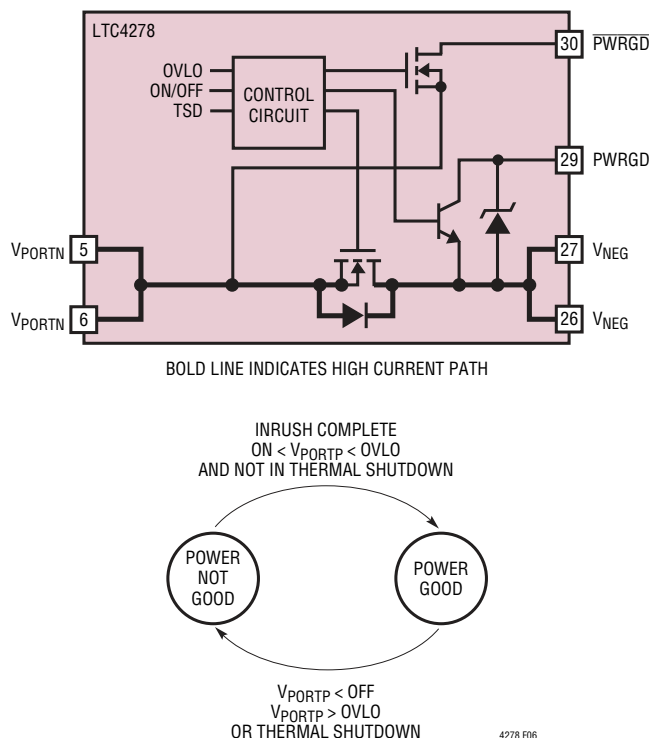 LTC4278
OVLO
ON/OFF
TSD
CONTROL
CIRCUIT
30 PWRGD
29 PWRGD
VPORTN 5
27 VNEG
VPORTN 6
26 VNEG
BOLD LINE INDICATES HIGH CURRENT PATH
INRUSH COMPLETE
ON < VPORTP < OVLO
AND NOT IN THERMAL SHUTDOWN
POWER
NOT
GOOD
POWER
GOOD
VPORTP < OFF
VPORTP > OVLO
OR THERMAL SHUTDOWN
4278 F06